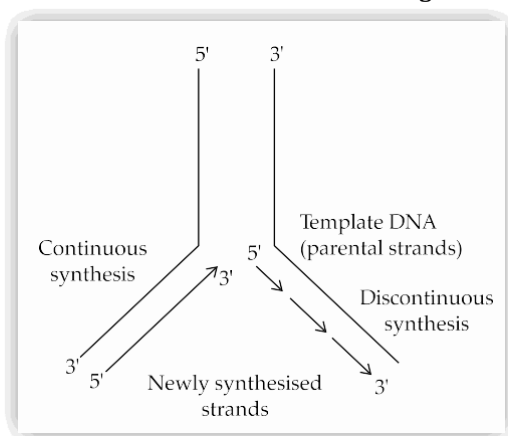 5' 3'
Template DNA
(parental strands)
Continuous
synthesis
5'
3'
Discontinuous
synthesis
3'
5'
Newly synthesised
strands
3'